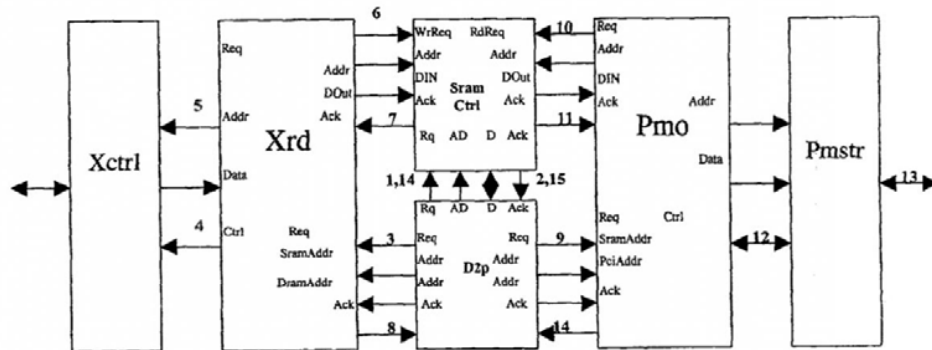 6
10
Req
WrReq RdReq
Req
Addr Addr
Addr
Addr
DIN DOut
DIN
DOut
Sram
Ctrl
Ack Ack
Ack
Addr
5
Addr
Ack
7
11
Xctrl
Xrd
Rq AD D Ack
Pmo
Pmstr
Data
Data
1,14
2,15
13
4
Ctrl
Rq AD D Ack
Req
3
Req Req
9
Req
Ctrl
SramAddr
SramAddr
12
Addr Addr
D2p
PciAddr
DramAddr
Addr Addr
Ack
Ack Ack
Ack
8
14